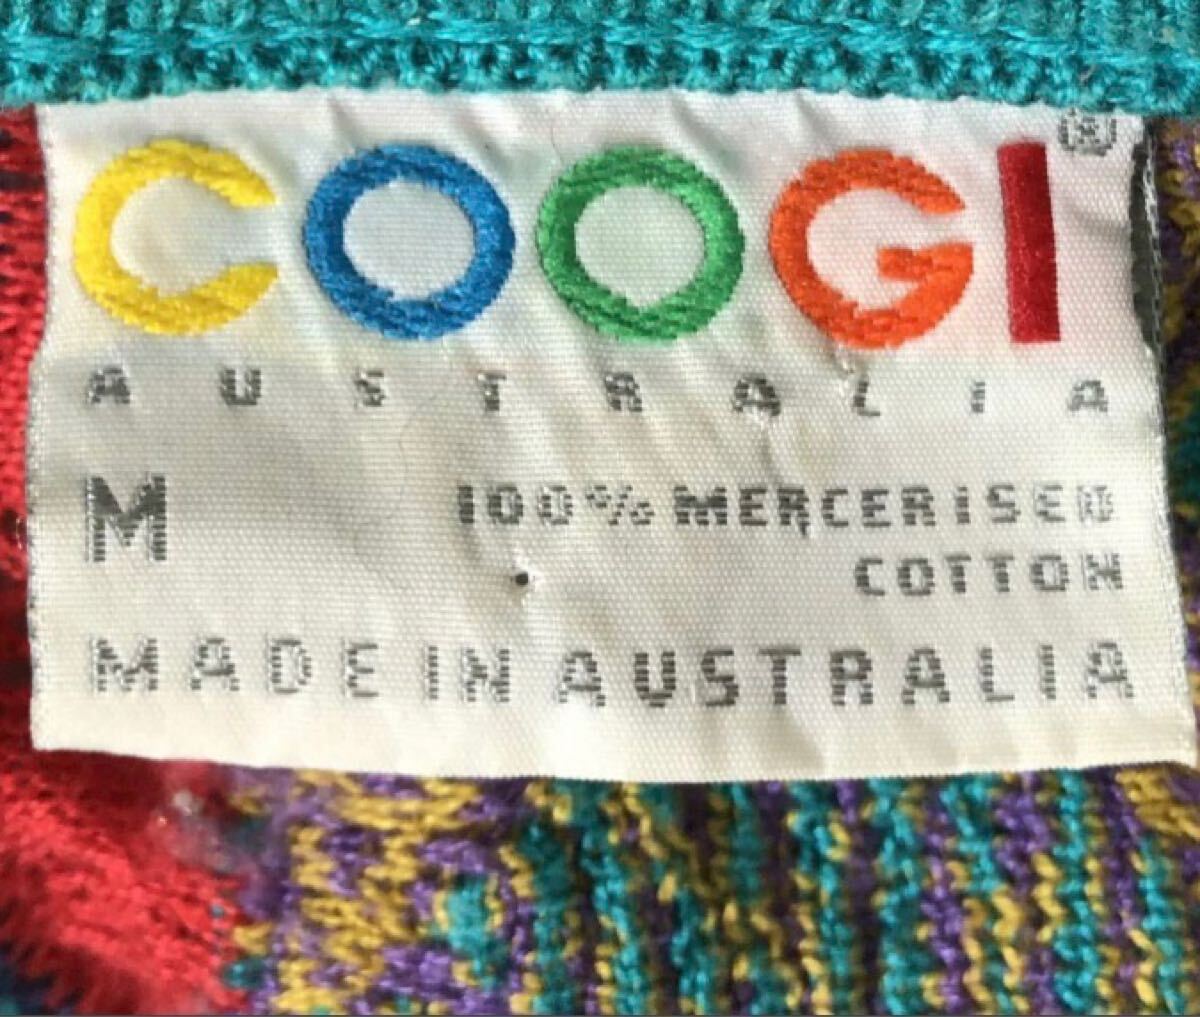 COOGI®
AUSTRALIA
M 100% MERCERISED
COTTON
MADE IN AUSTRALIA